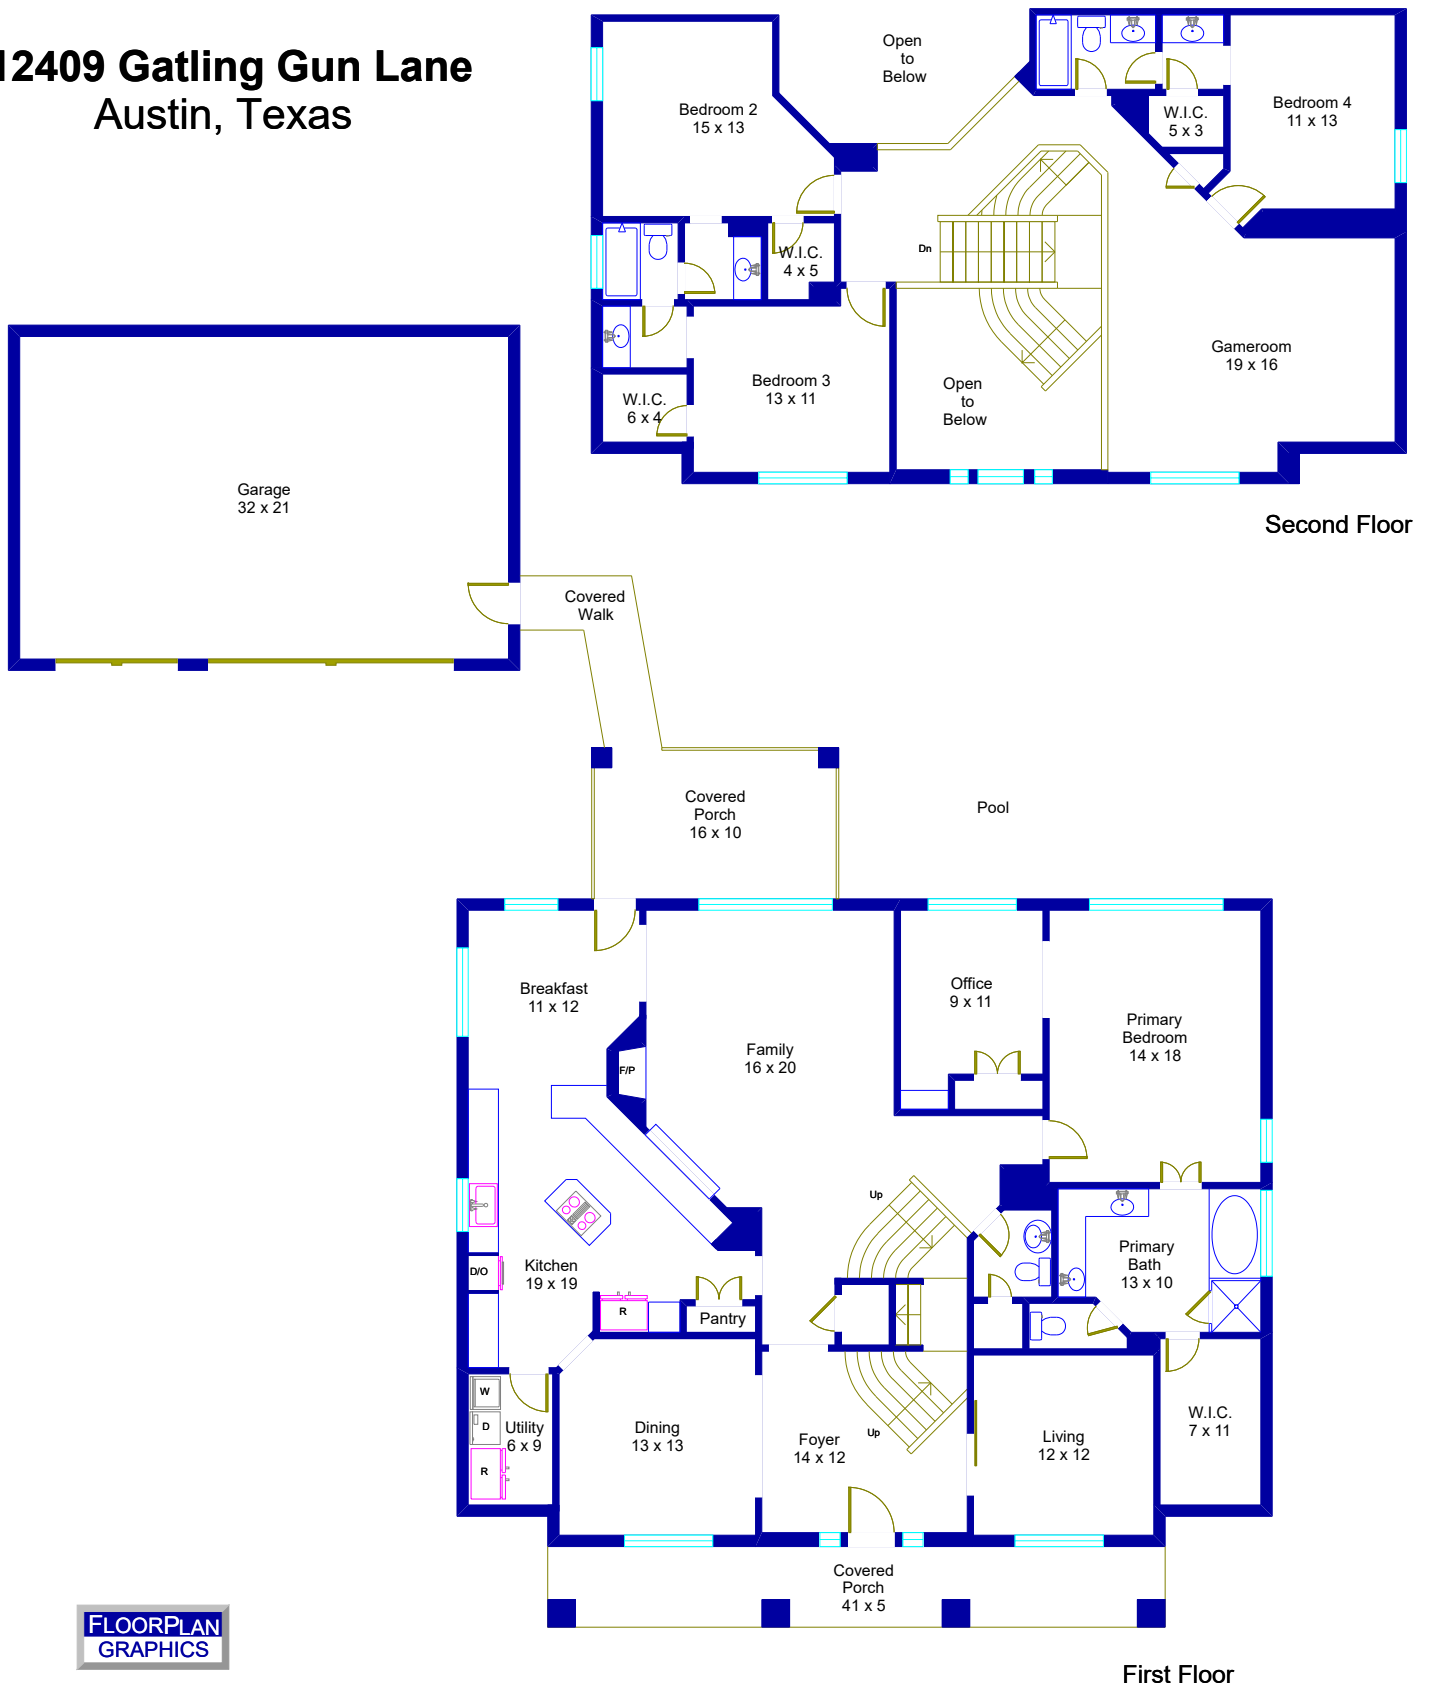 12409 Gatling Gun Lane
Austin, Texas
Open
to
Below
Bedroom 2
15 x 13
W.I.C.
5 x 3
Bedroom 4
11 x 13
W.I.C.
4 x 5
Dn
Gameroom
19 x 16
Bedroom 3
13 x 11
W.I.C.
6 x 4
Open
to
Below
Second Floor
Garage
32 x 21
Covered
Walk
Covered
Porch
16 x 10
Pool
Breakfast
11 x 12
Office
9 x 11
Primary
Bedroom
14 x 18
Family
16 x 20
F/P
Up
Kitchen
19 x 19
D/O
Primary
Bath
13 x 10
R
Pantry
W
D
R
Utility
6 x 9
Dining
13 x 13
Foyer
14 x 12
Up
Living
12 x 12
W.I.C.
7 x 11
Covered
Porch
41 x 5
FLOORPLAN
GRAPHICS
First Floor